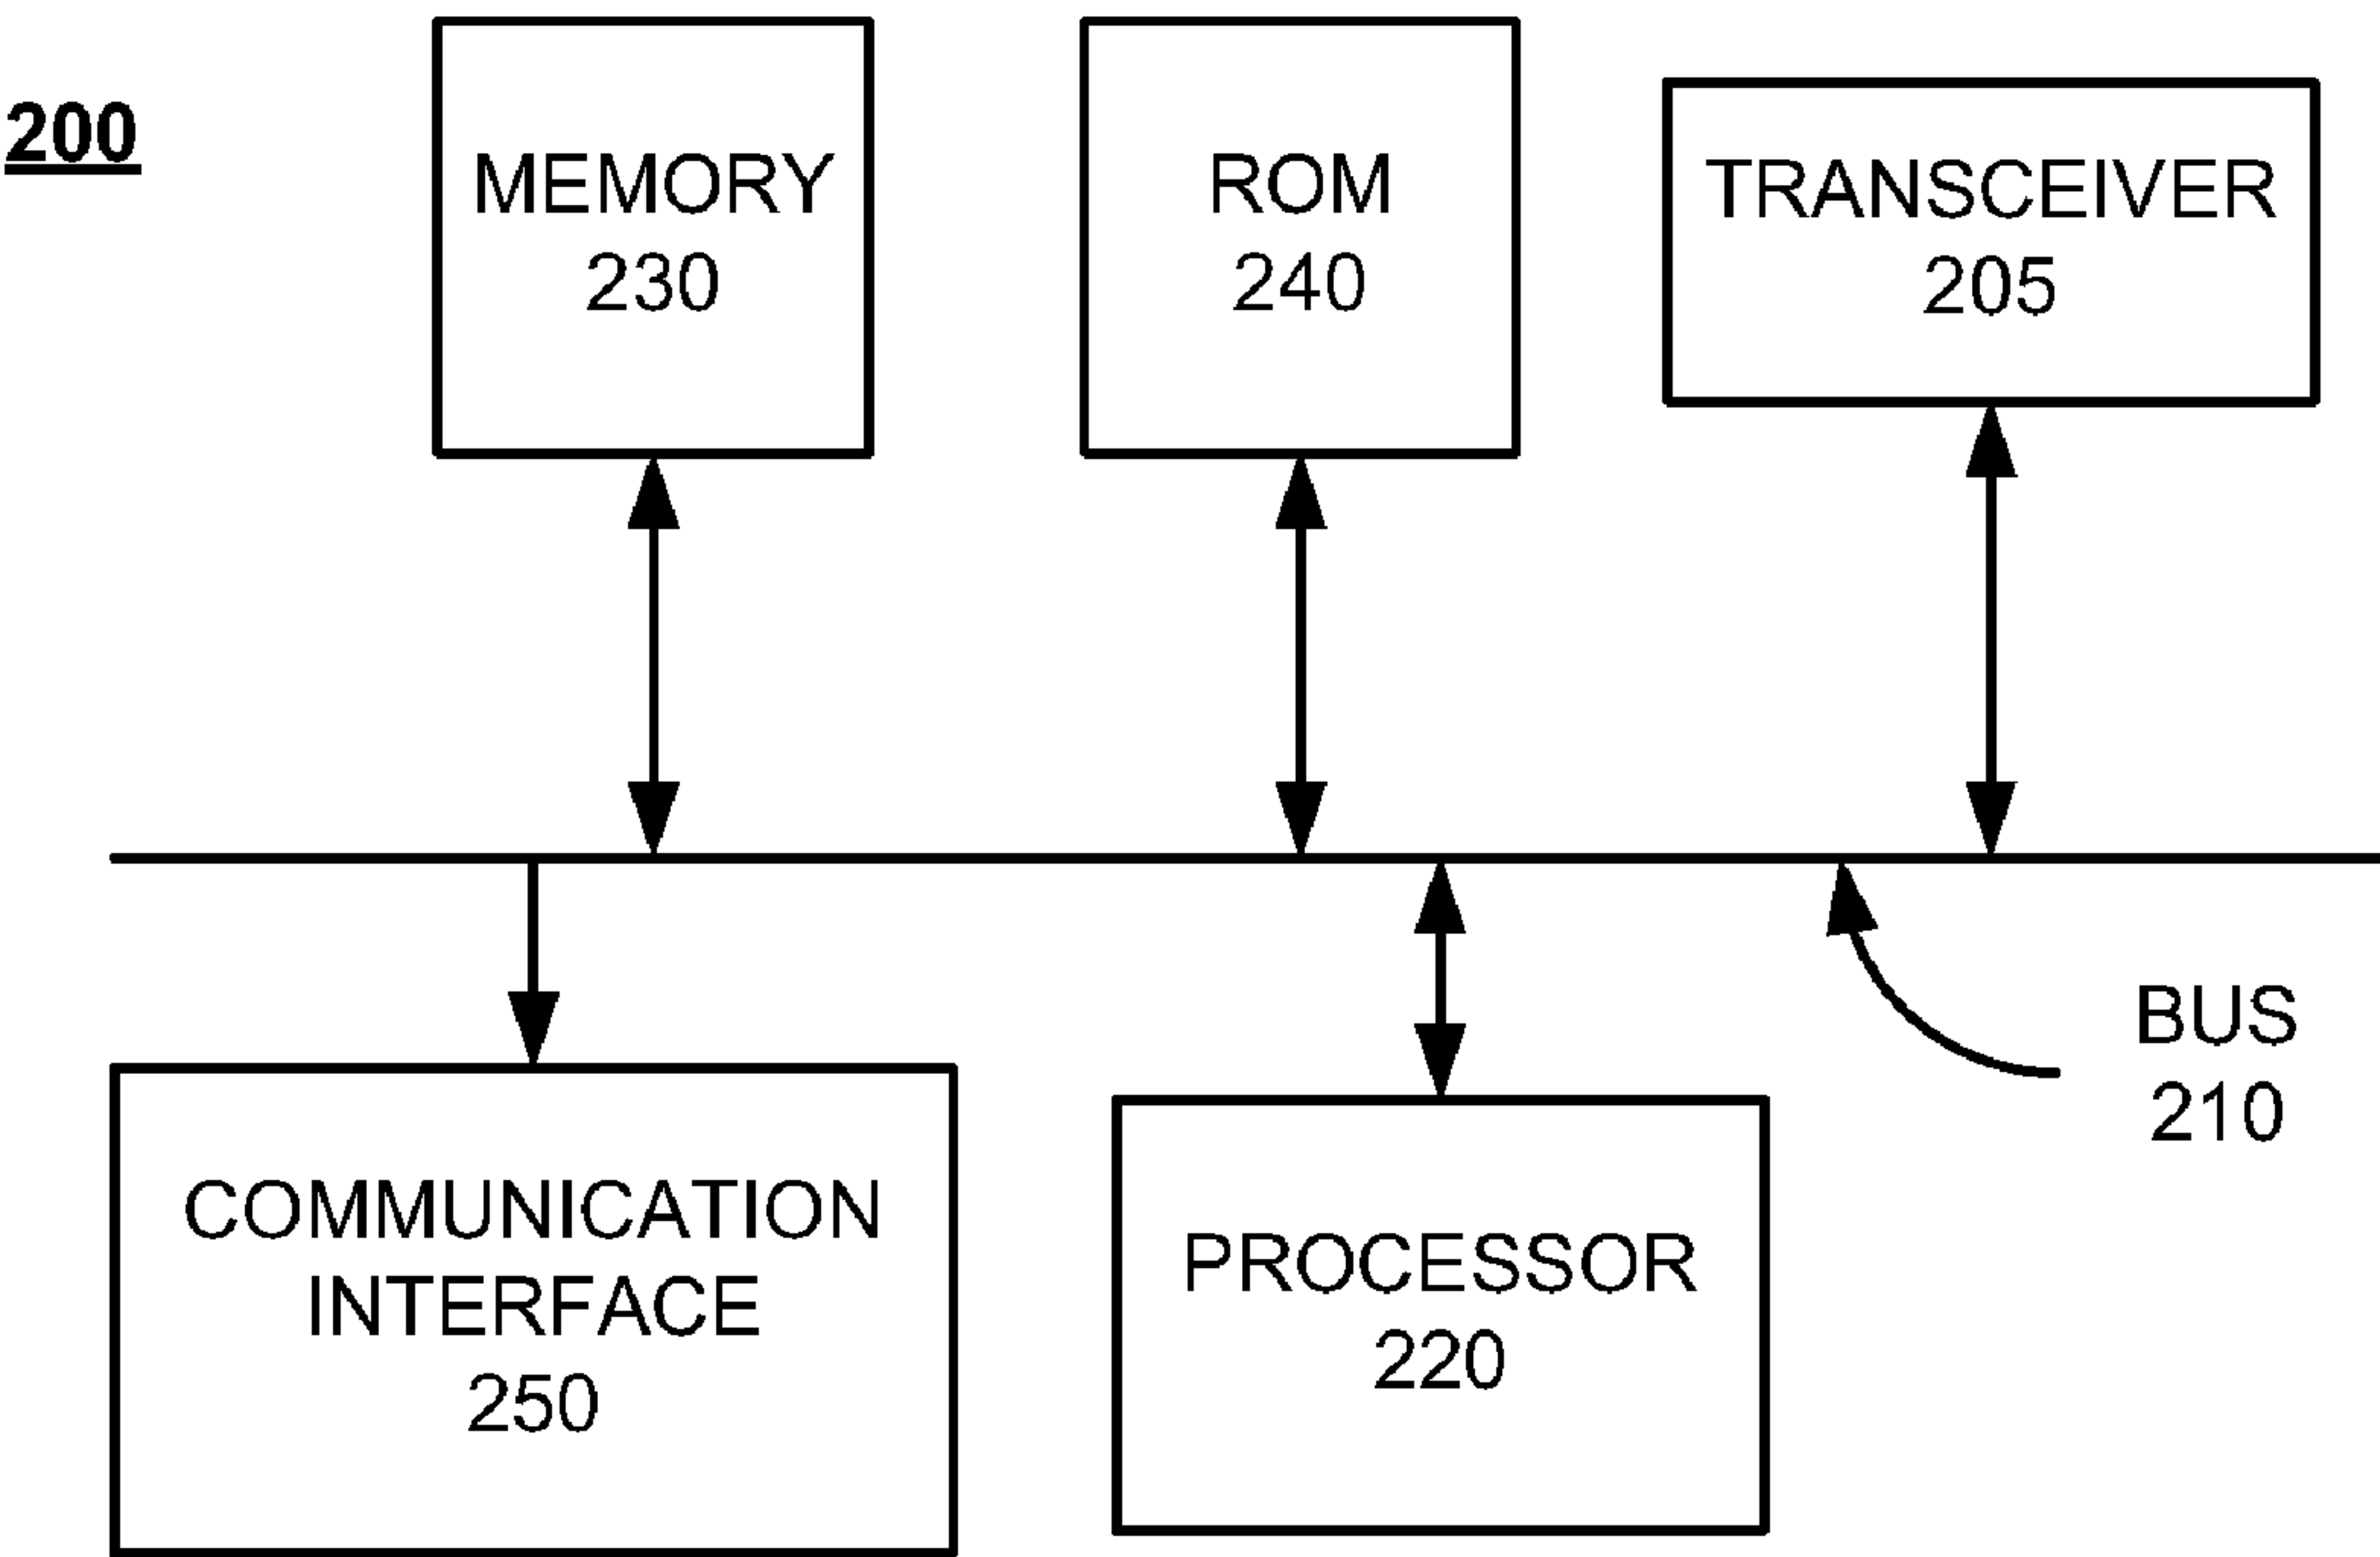 200
MEMORY
230
ROM
240
TRANSCEIVER
205
BUS
210
COMMUNICATION
INTERFACE
250
PROCESSOR
220